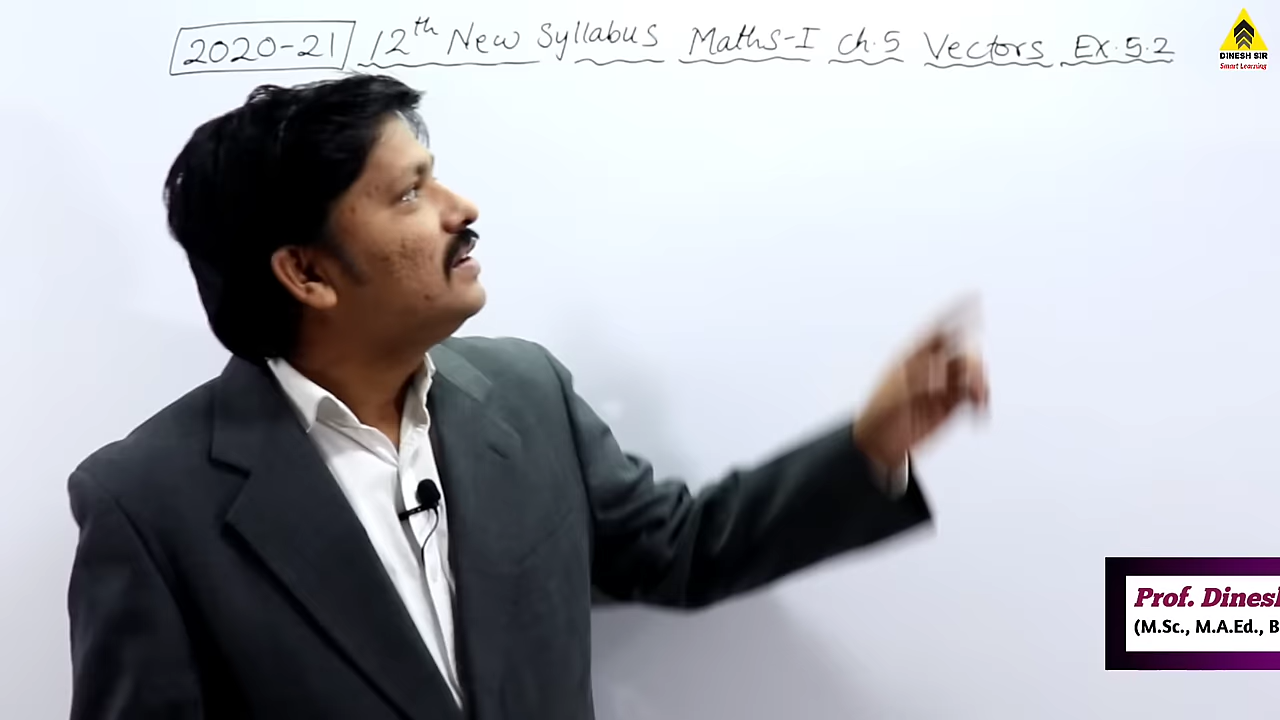 2020-21 12th New Syllabus Maths-I Ch.5 Vectors Ex.5.2
DINESH SIR
Smart Learning
Prof. Dinesh
(M.Sc., M.A.Ed., B